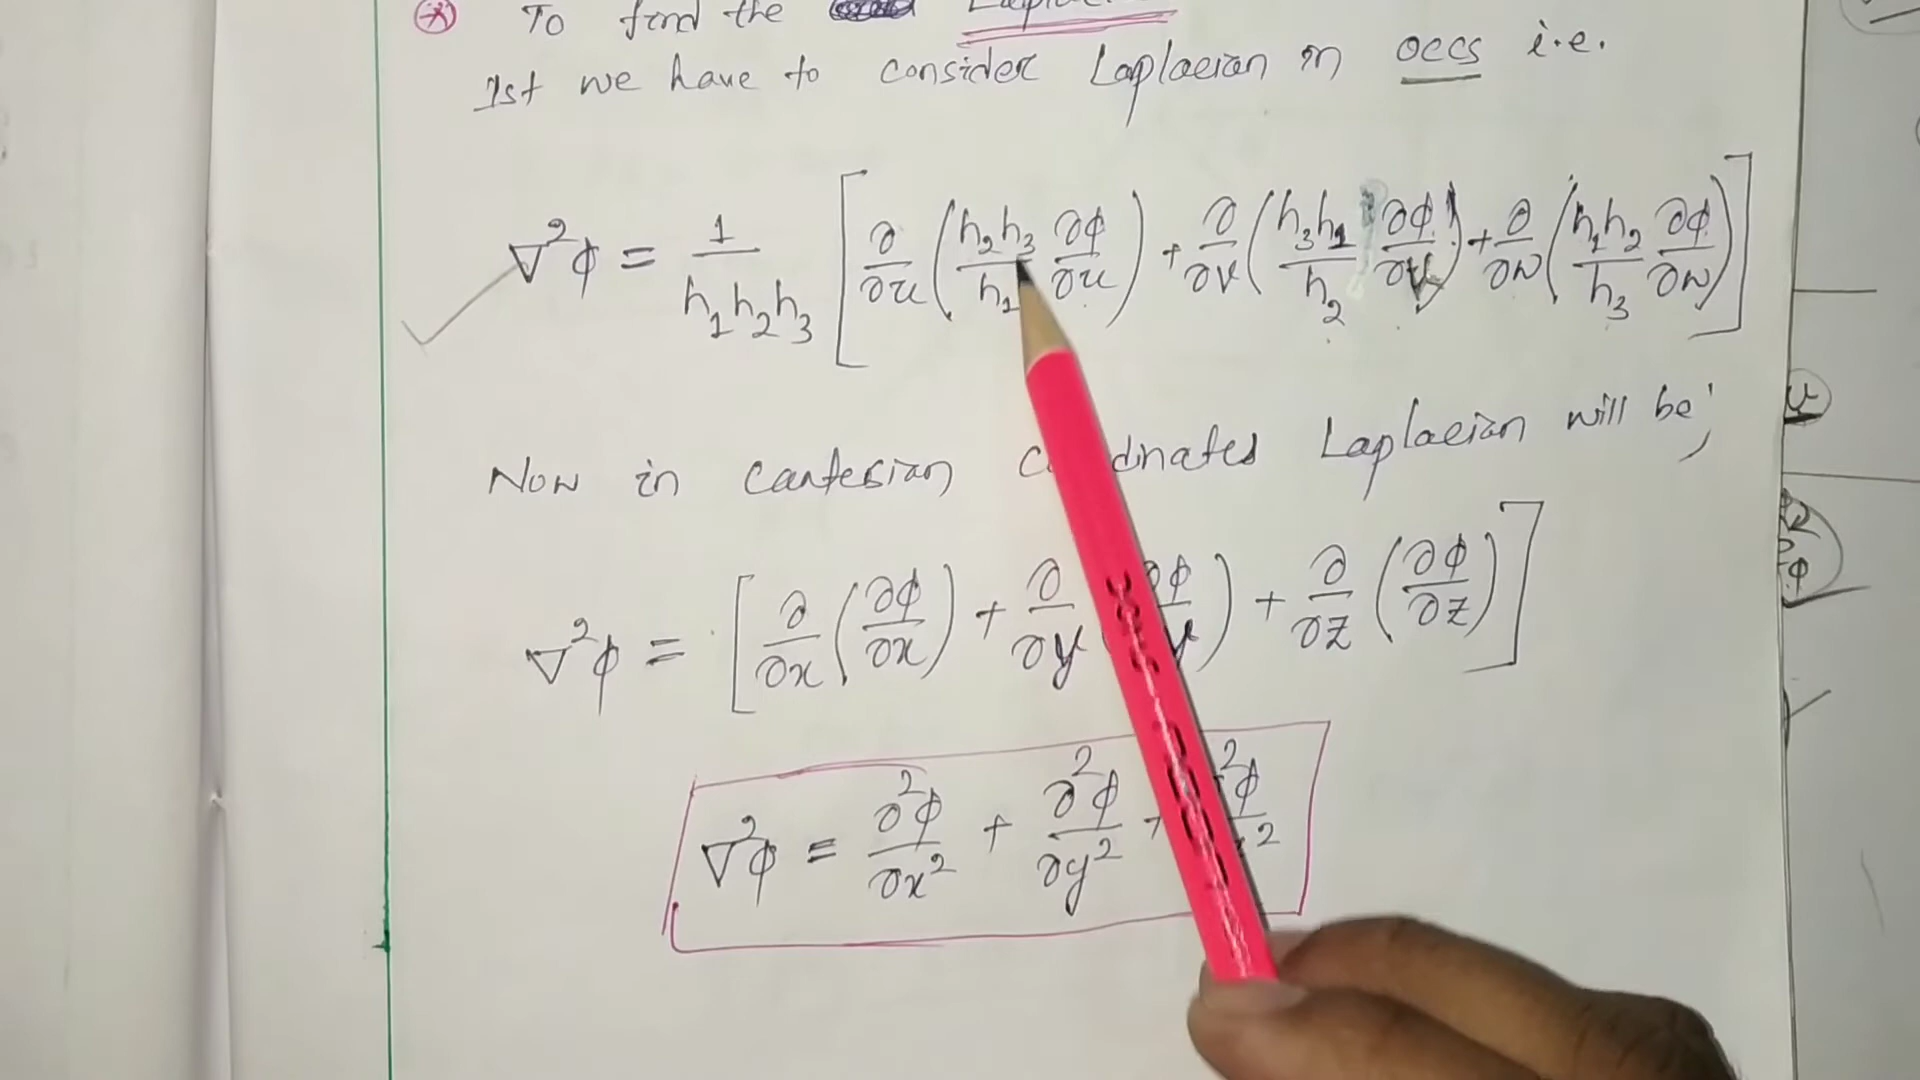 To find the
1st we have to consider Laplacian in OCCS i.e.
∇²φ = 1/(h₁h₂h₃) [∂/∂u (h₂h₃/h₁ ∂φ/∂u) + ∂/∂v (h₃h₁/h₂ ∂φ/∂v) + ∂/∂w (h₁h₂/h₃ ∂φ/∂w)]
Now in cartesian Laplacian will be;
∇²φ = [∂/∂x (∂φ/∂x) + ∂/∂y ( ) + ∂/∂z (∂φ/∂z)]
∇²φ = ∂²φ/∂x² + ∂²φ/∂y² +